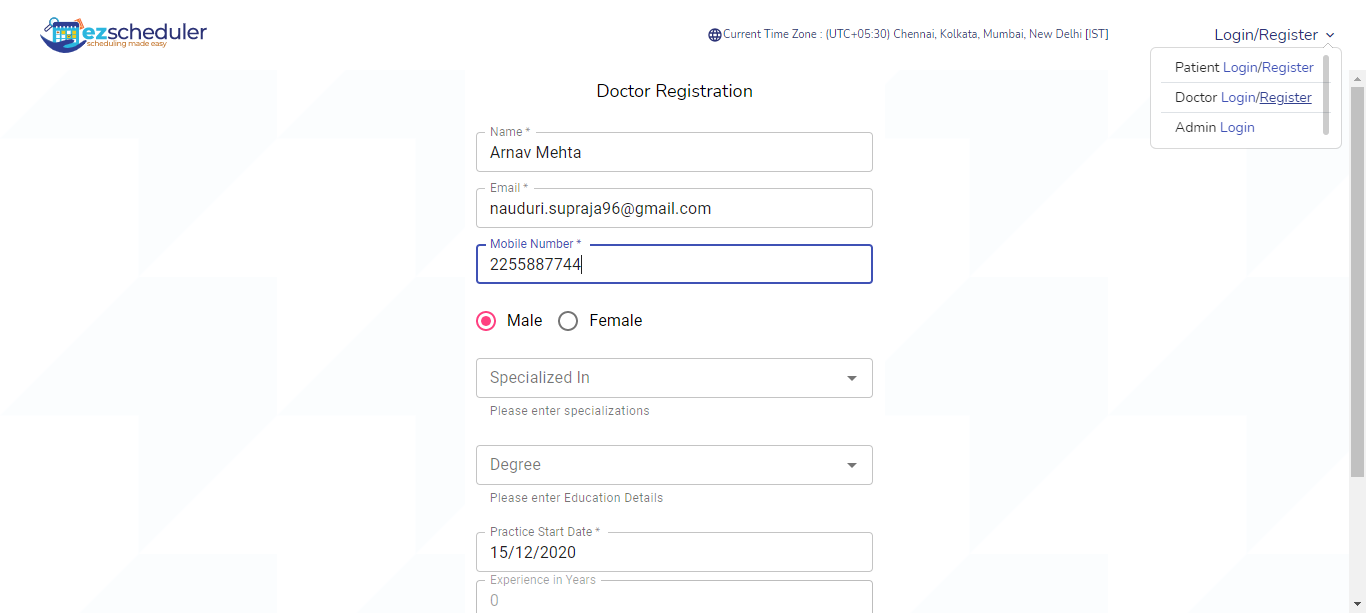 ezscheduler
scheduling made easy
Current Time Zone : (UTC+05:30) Chennai, Kolkata, Mumbai, New Delhi [IST]
Login/Register
Patient Login/Register
Doctor Login/Register
Admin Login
Doctor Registration
Name *
Arnav Mehta
Email *
nauduri.supraja96@gmail.com
Mobile Number *
2255887744
Male Female
Specialized In
Please enter specializations
Degree
Please enter Education Details
Practice Start Date *
15/12/2020
Experience in Years
0